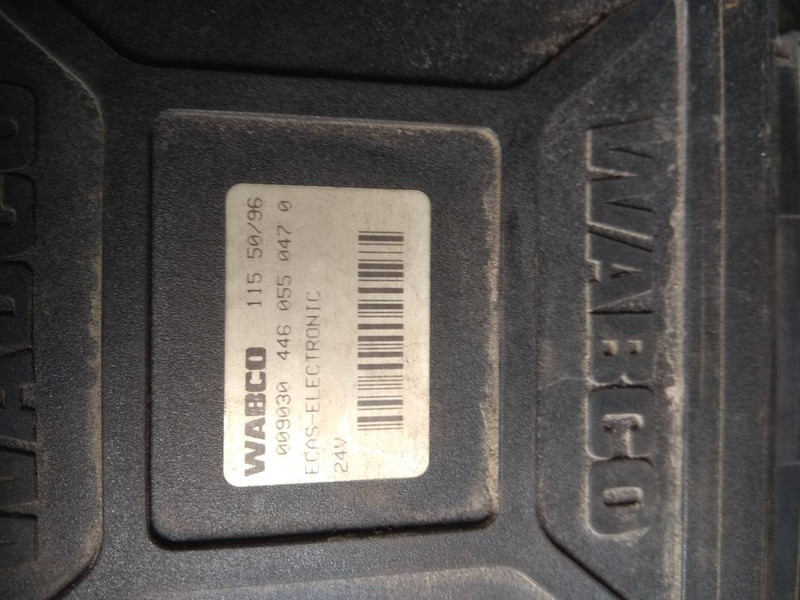 WABCO 115 50/96
009030 446 055 047 0
ECAS-ELECTRONIC
24V
WABCO
WABCO